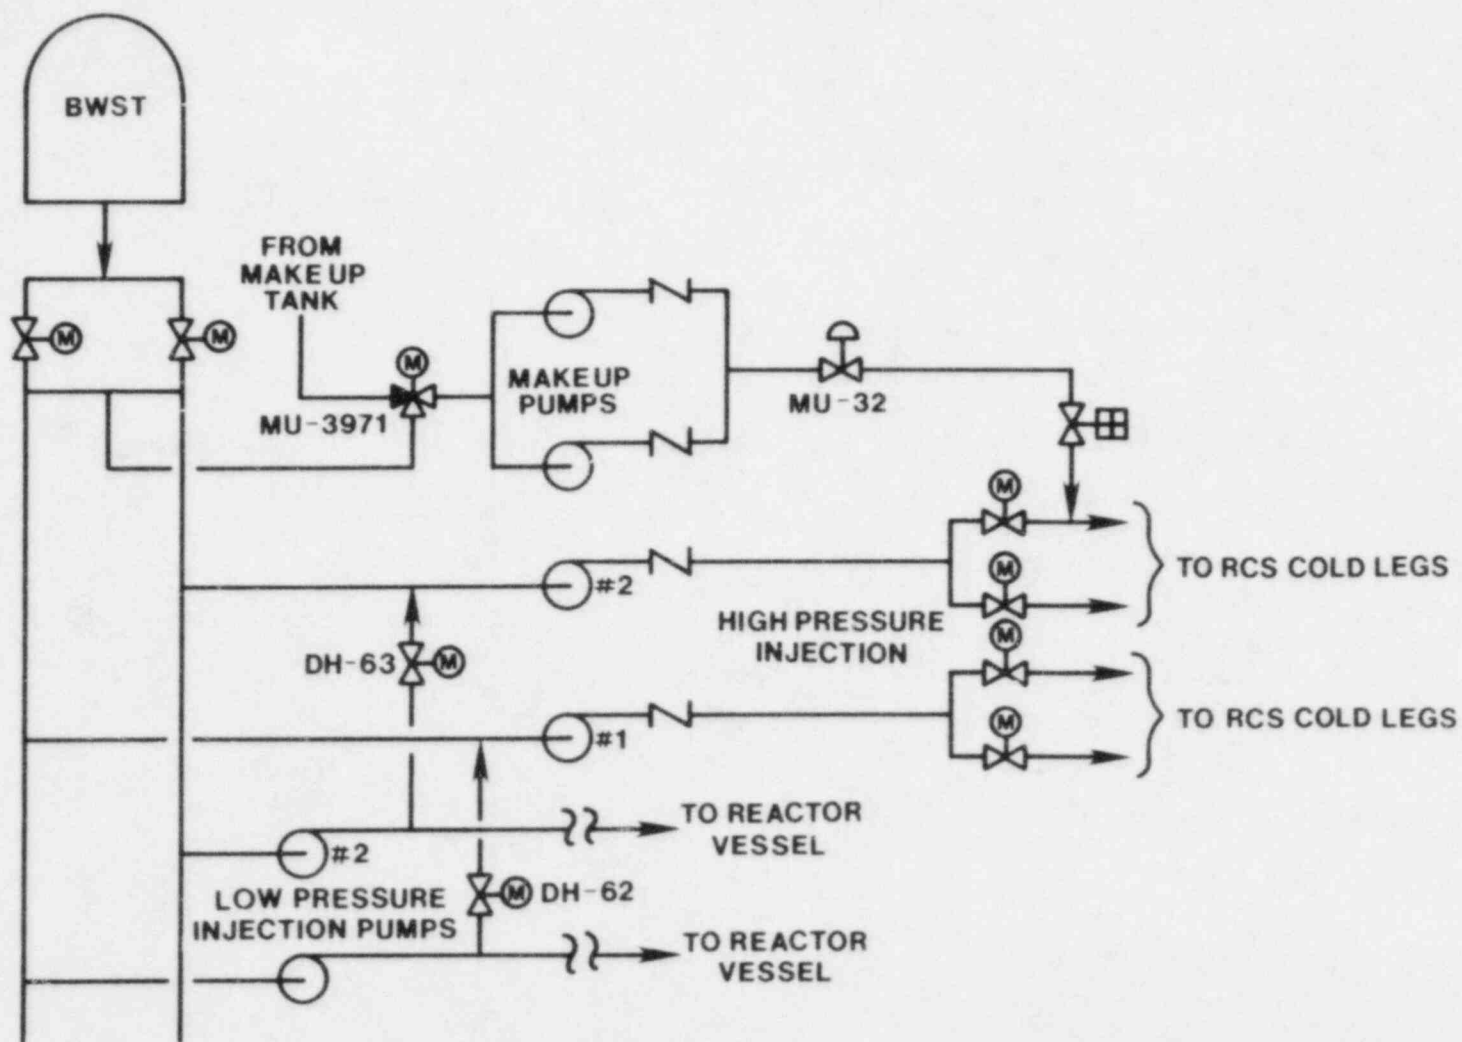 BWST
FROM
MAKE UP
TANK
M
M
M
MU-3971
MAKEUP
PUMPS
MU-32
M
#2
M
TO RCS COLD LEGS
HIGH PRESSURE
INJECTION
DH-63
M
M
#1
M
TO RCS COLD LEGS
TO REACTOR
VESSEL
#2
LOW PRESSURE
INJECTION PUMPS
M
DH-62
TO REACTOR
VESSEL